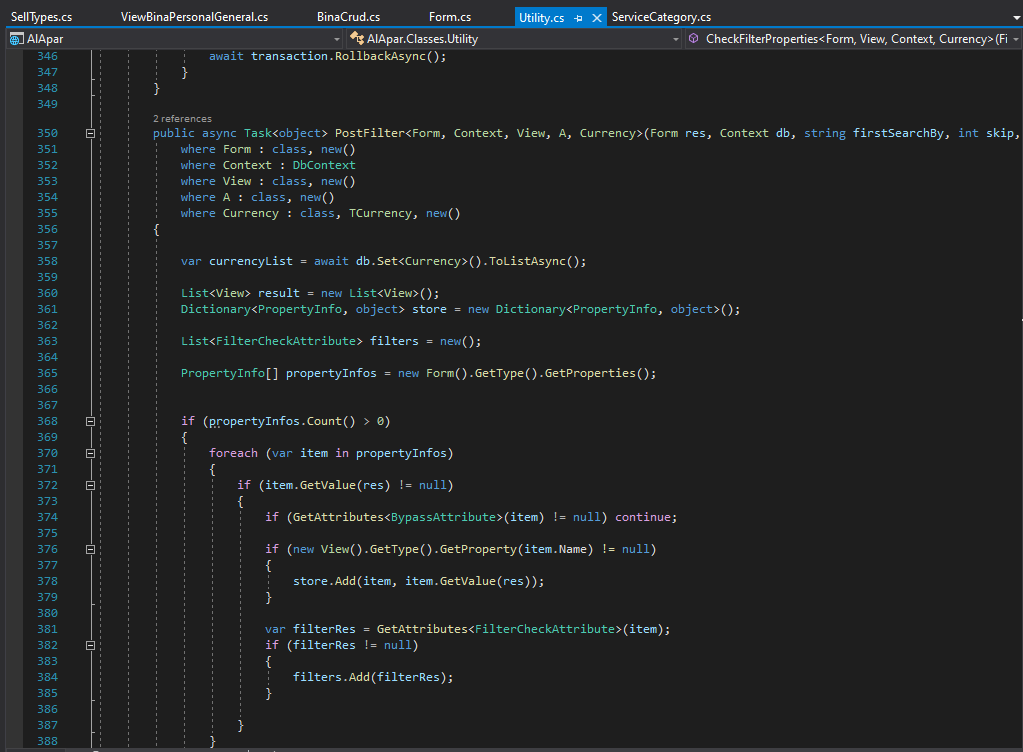 SellTypes.cs ViewBinaPersonalGeneral.cs BinaCrud.cs Form.cs Utility.cs ServiceCategory.cs
AlApar AlApar.Classes.Utility CheckFilterProperties<Form, View, Context, Currency>(Fi
346 await transaction.RollbackAsync();
347 }
348 }
349
2 references
350 public async Task<object> PostFilter<Form, Context, View, A, Currency>(Form res, Context db, string firstSearchBy, int skip,
351 where Form : class, new()
352 where Context : DbContext
353 where View : class, new()
354 where A : class, new()
355 where Currency : class, TCurrency, new()
356 {
357
358 var currencyList = await db.Set<Currency>().ToListAsync();
359
360 List<View> result = new List<View>();
361 Dictionary<PropertyInfo, object> store = new Dictionary<PropertyInfo, object>();
362
363 List<FilterCheckAttribute> filters = new();
364
365 PropertyInfo[] propertyInfos = new Form().GetType().GetProperties();
366
367
368 if (propertyInfos.Count() > 0)
369 {
370 foreach (var item in propertyInfos)
371 {
372 if (item.GetValue(res) != null)
373 {
374 if (GetAttributes<BypassAttribute>(item) != null) continue;
375
376 if (new View().GetType().GetProperty(item.Name) != null)
377 {
378 store.Add(item, item.GetValue(res));
379 }
380
381 var filterRes = GetAttributes<FilterCheckAttribute>(item);
382 if (filterRes != null)
383 {
384 filters.Add(filterRes);
385 }
386
387 }
388 }